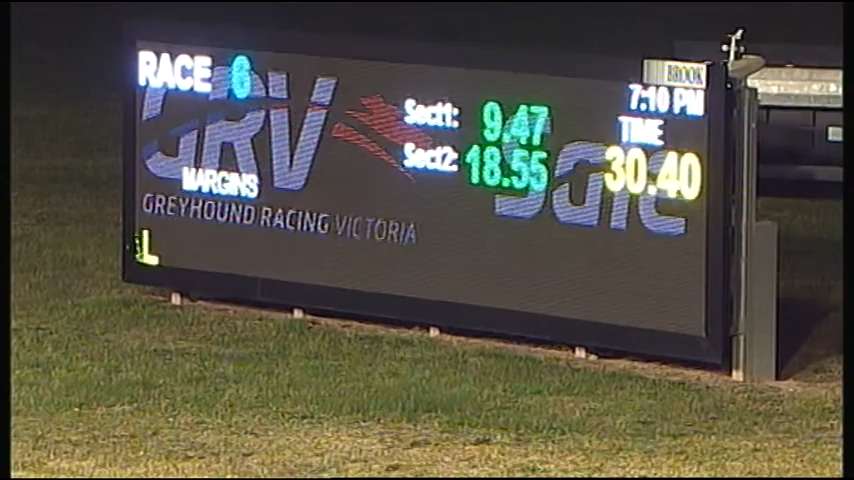 BROOK
RACE 6
7:10 PM
GRV
Sect1: 9.47
TIME
Sect2: 18.55
30.40
Sale
MARGINS
GREYHOUND RACING VICTORIA
L